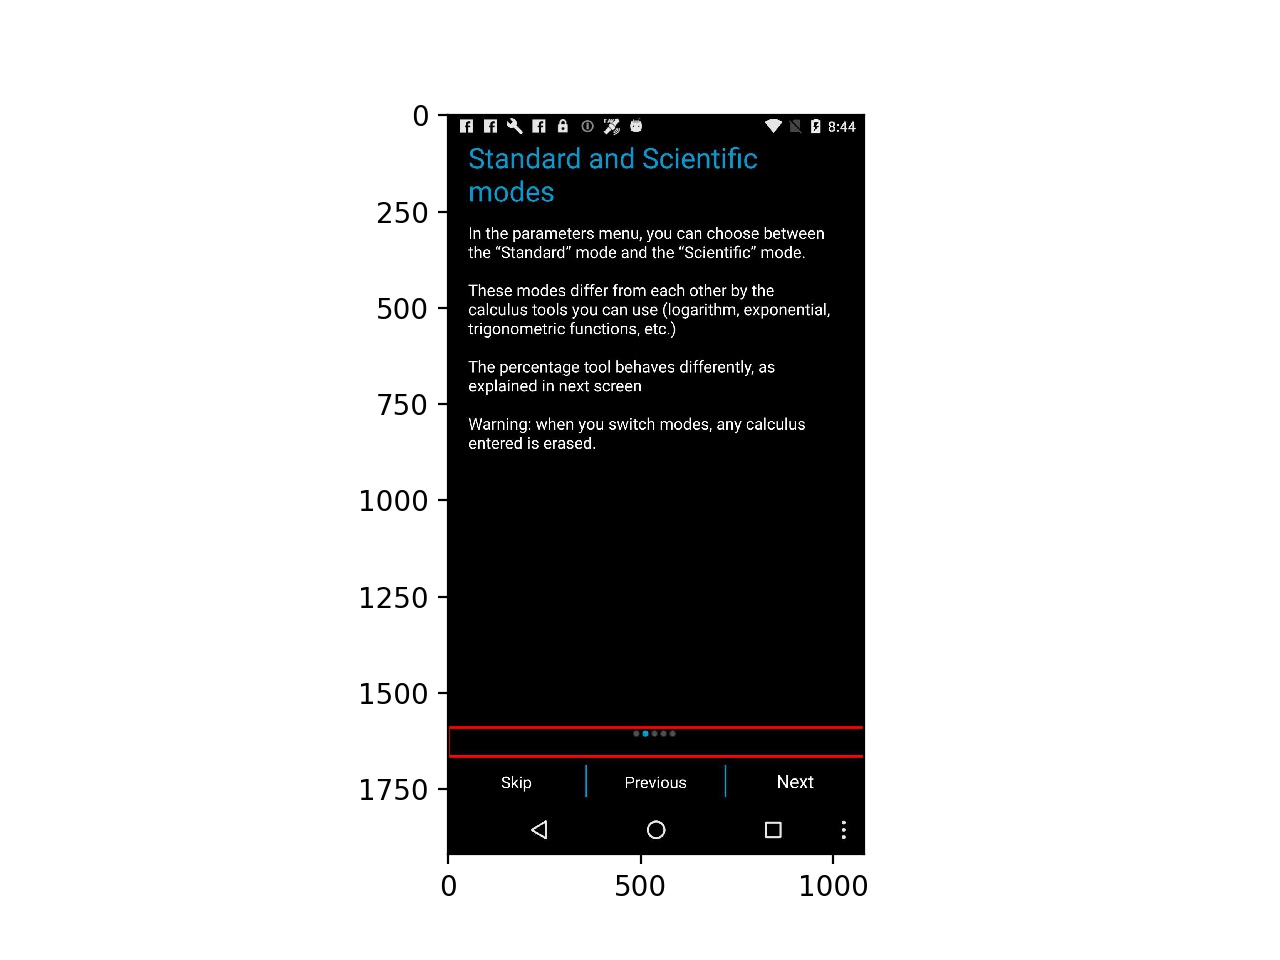 0
250
500
750
1000
1250
1500
1750
8:44
Standard and Scientific
modes
In the parameters menu, you can choose between
the “Standard” mode and the “Scientific” mode.
These modes differ from each other by the
calculus tools you can use (logarithm, exponential,
trigonometric functions, etc.)
The percentage tool behaves differently, as
explained in next screen
Warning: when you switch modes, any calculus
entered is erased.
Skip
Previous
Next
0
500
1000